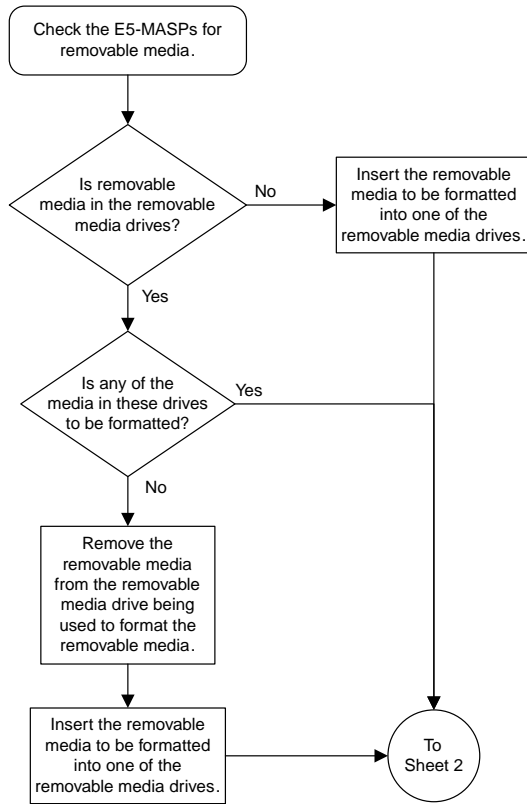 Check the E5-MASPs for
removable media.
Is removable
media in the removable
media drives?
No
Insert the removable
media to be formatted
into one of the
removable media drives.
Yes
Is any of the
media in these drives
to be formatted?
Yes
No
Remove the
removable media
from the removable
media drive being
used to format the
removable media.
Insert the removable
media to be formatted
into one of the
removable media drives.
To
Sheet 2